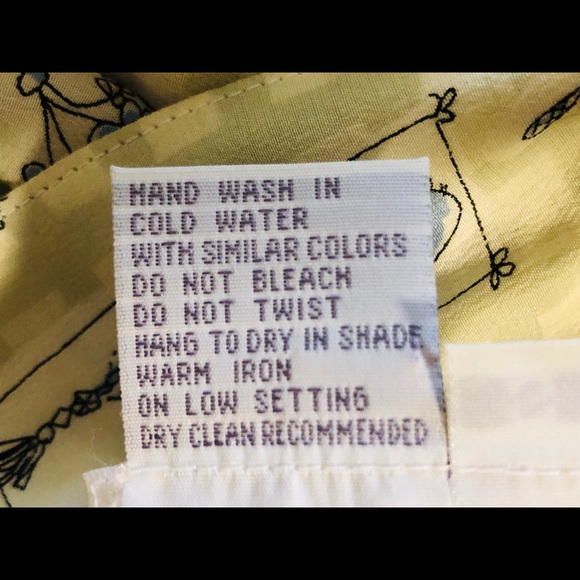 HAND WASH IN
COLD WATER
WITH SIMILAR COLORS
DO NOT BLEACH
DO NOT TWIST
HANG TO DRY IN SHADE
WARM IRON
ON LOW SETTING
DRY CLEAN RECOMMENDED